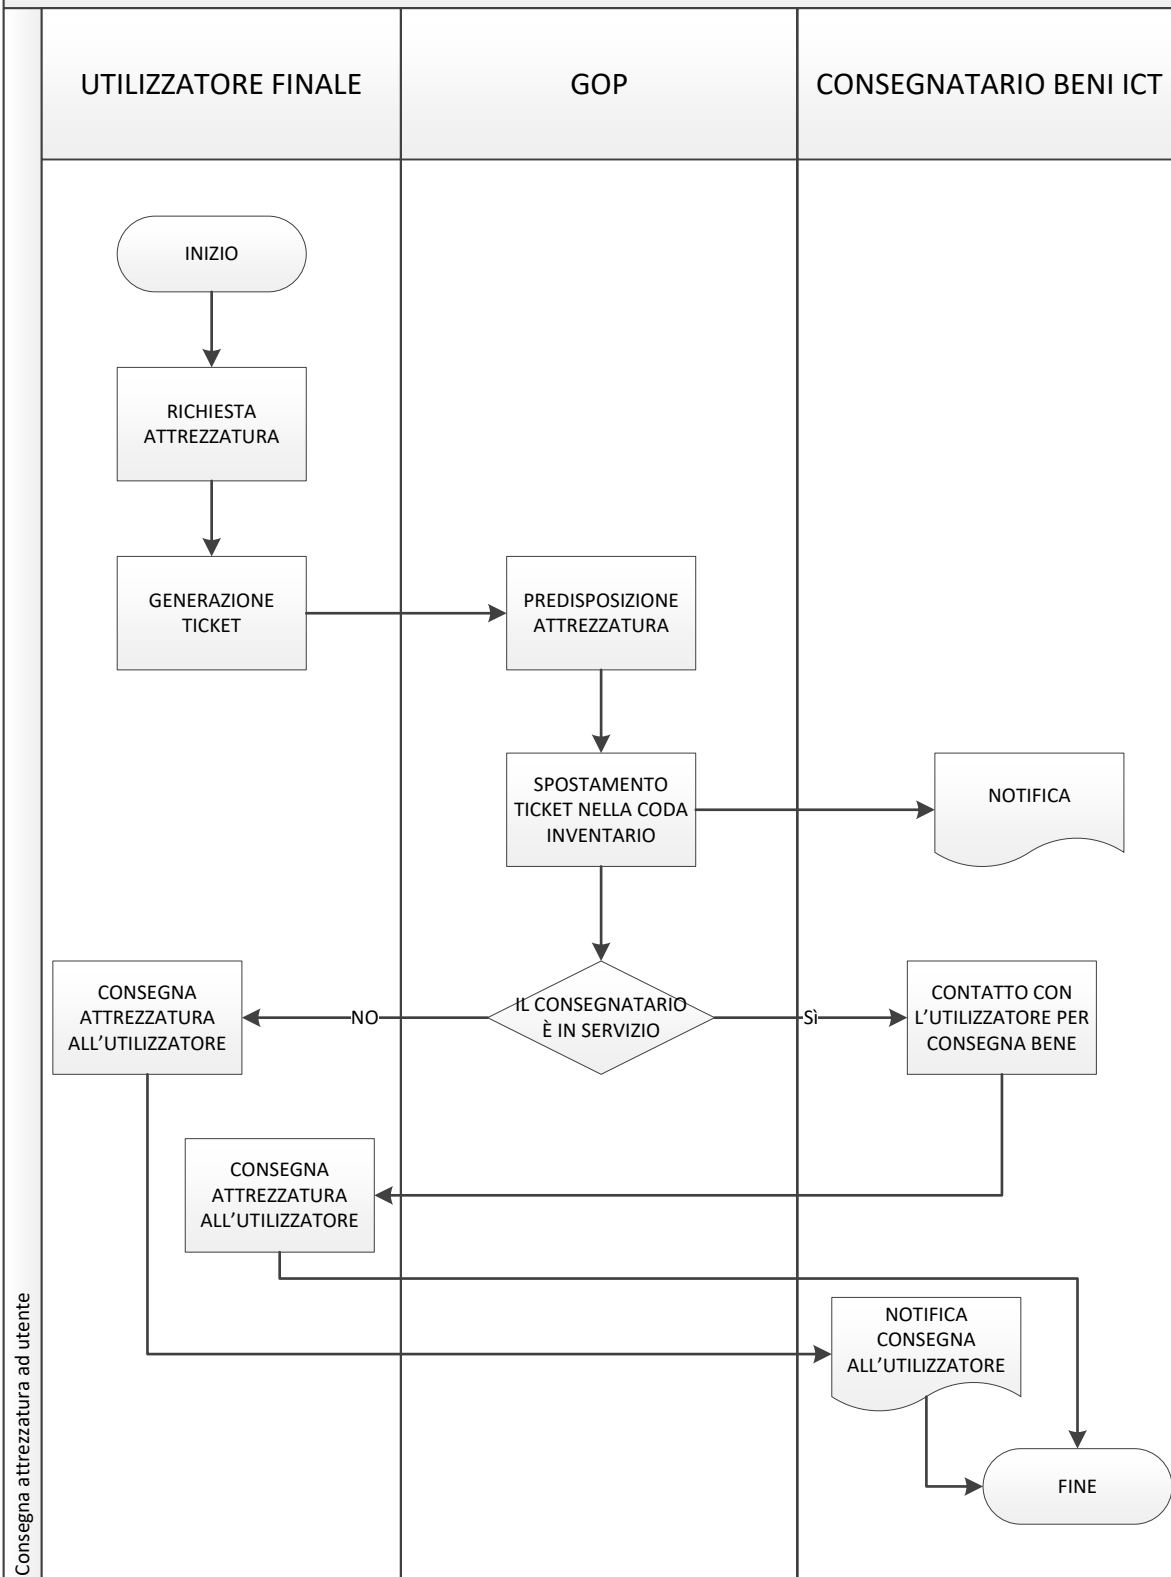 UTILIZZATORE FINALE
GOP
CONSEGNATARIO BENI ICT
INIZIO
RICHIESTA
ATTREZZATURA
GENERAZIONE
TICKET
PREDISPOSIZIONE
ATTREZZATURA
SPOSTAMENTO
TICKET NELLA CODA
INVENTARIO
NOTIFICA
CONSEGNA
ATTREZZATURA
ALL’UTILIZZATORE
NO
IL CONSEGNATARIO
È IN SERVIZIO
Sì
CONTATTO CON
L’UTILIZZATORE PER
CONSEGNA BENE
CONSEGNA
ATTREZZATURA
ALL’UTILIZZATORE
NOTIFICA
CONSEGNA
ALL’UTILIZZATORE
FINE
Consegna attrezzatura ad utente